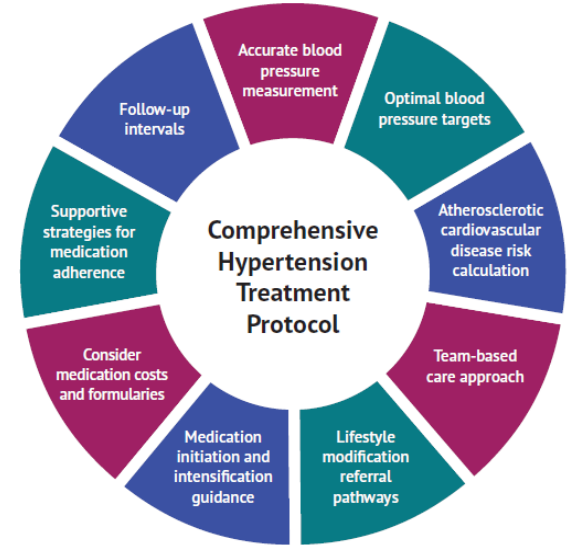 Accurate blood
pressure
measurement
Optimal blood
pressure targets
Atherosclerotic
cardiovascular
disease risk
calculation
Team-based
care approach
Lifestyle
modification
referral
pathways
Medication
initiation and
intensification
guidance
Consider
medication costs
and formularies
Supportive
strategies for
medication
adherence
Follow-up
intervals
Comprehensive
Hypertension
Treatment
Protocol